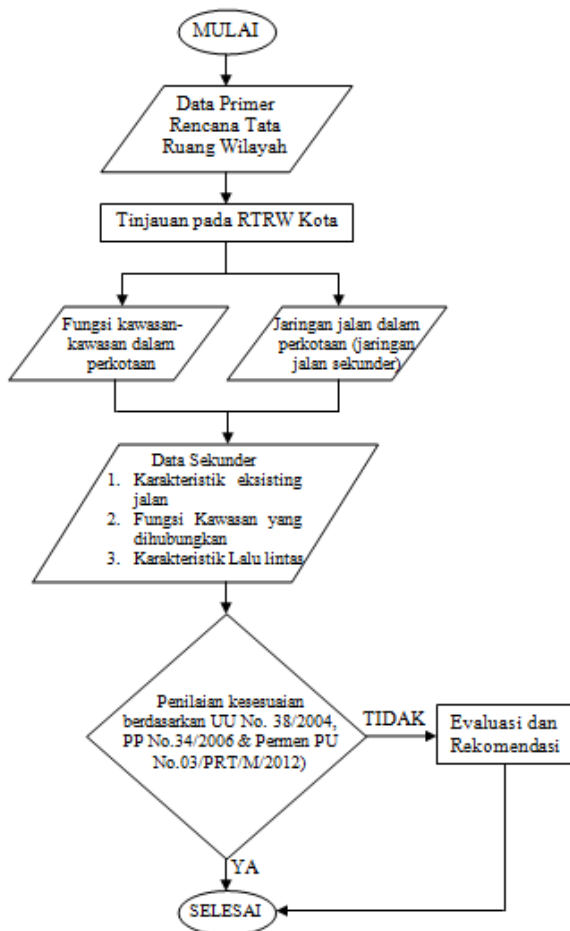 MULAI
Data Primer
Rencana Tata
Ruang Wilayah
Tinjauan pada RTRW Kota
Fungsi kawasan-
kawasan dalam
perkotaan
Jaringan jalan dalam
perkotaan (jaringan
jalan sekunder)
Data Sekunder
1. Karakteristik eksisting
jalan
2. Fungsi Kawasan yang
dihubungkan
3. Karakteristik Lalu lintas
Penilaian kesesuaian
berdasarkan UU No. 38/2004,
PP No.34/2006 & Permen PU
No.03/PRT/M/2012)
TIDAK
Evaluasi dan
Rekomendasi
YA
SELESAI